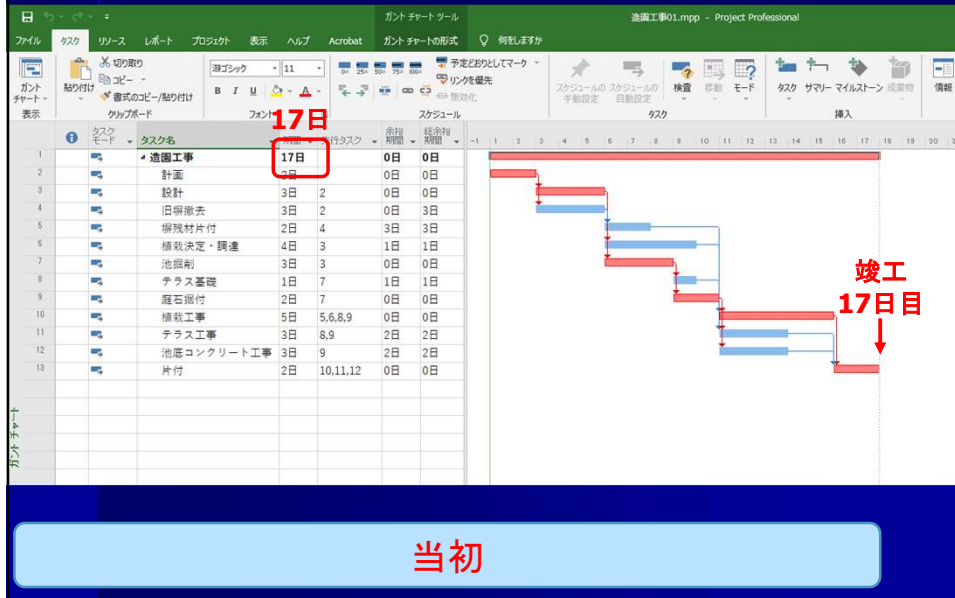 ガント チャート ツール
造園工事01.mpp - Project Professional
ファイル タスク リソース レポート プロジェクト 表示 ヘルプ Acrobat ガント チャートの形式 何をしますか
ガント チャート
表示
貼り付け
切り取り
コピー
書式のコピー/貼り付け
クリップボード
游ゴシック 11
B I U A
フォント
0× 25× 50× 75× 100×
予定どおりとしてマーク
リンクを優先
無効化
スケジュール
スケジュールの手動設定
スケジュールの自動設定
検査 移動 モード
タスク
タスク サマリー マイルストーン 成果物
挿入
情報
17日
タスク モード タスク名 期間 先行タスク 余裕期間 総余裕期間
-1 1 2 3 4 5 6 7 8 9 10 11 12 13 14 15 16 17 18 19 20
1 造園工事 17日 0日 0日
2 計画 2日 0日 0日
3 設計 3日 2 0日 0日
4 旧塀撤去 3日 2 0日 3日
5 塀残材片付 2日 4 3日 3日
6 植栽決定・調達 4日 3 1日 1日
7 池掘削 3日 3 0日 0日
8 テラス基礎 1日 7 1日 1日
9 庭石据付 2日 7 0日 0日
10 植栽工事 5日 5,6,8,9 0日 0日
11 テラス工事 3日 8,9 2日 2日
12 池底コンクリート工事 3日 9 2日 2日
13 片付 2日 10,11,12 0日 0日
竣工
17日目
ガント チャート
当初